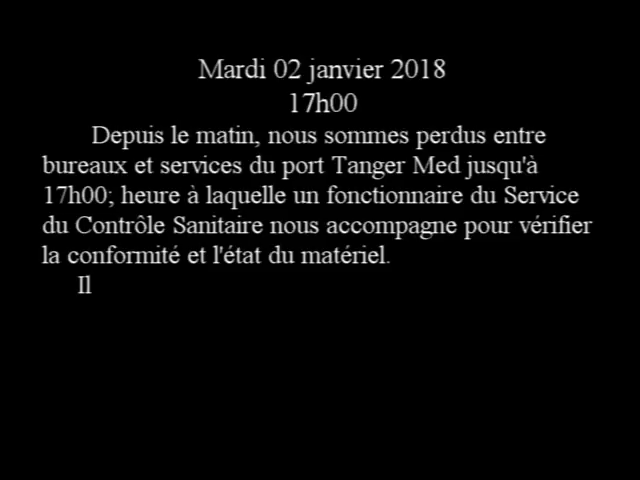 Mardi 02 janvier 2018
17h00
Depuis le matin, nous sommes perdus entre
bureaux et services du port Tanger Med jusqu'à
17h00; heure à laquelle un fonctionnaire du Service
du Contrôle Sanitaire nous accompagne pour vérifier
la conformité et l'état du matériel.
Il